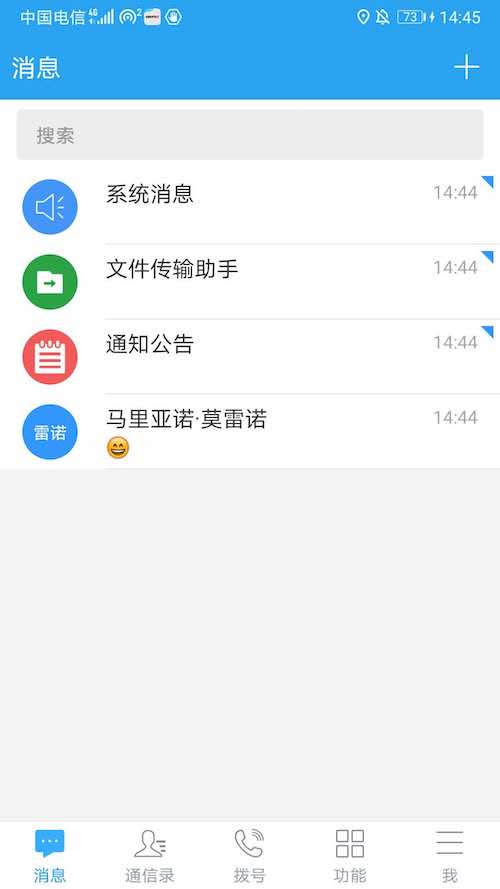 中国电信 4G 2 73 14:45
消息
搜索
系统消息 14:44
文件传输助手 14:44
通知公告 14:44
雷诺 马里亚诺·莫雷诺 14:44
消息 通信录 拨号 功能 我